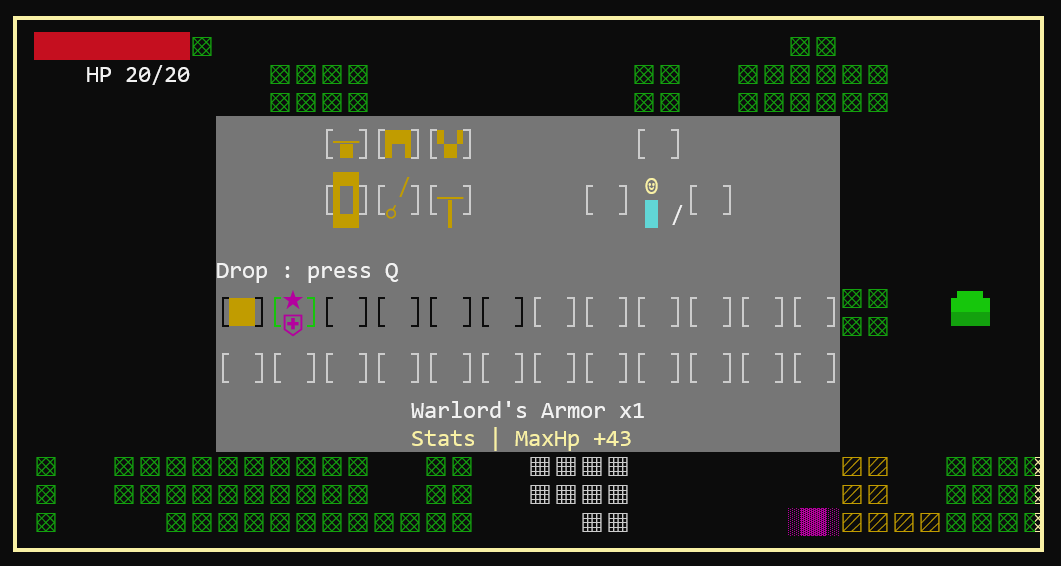 HP 20/20
Drop : press Q
Warlord's Armor x1
Stats | MaxHp +43